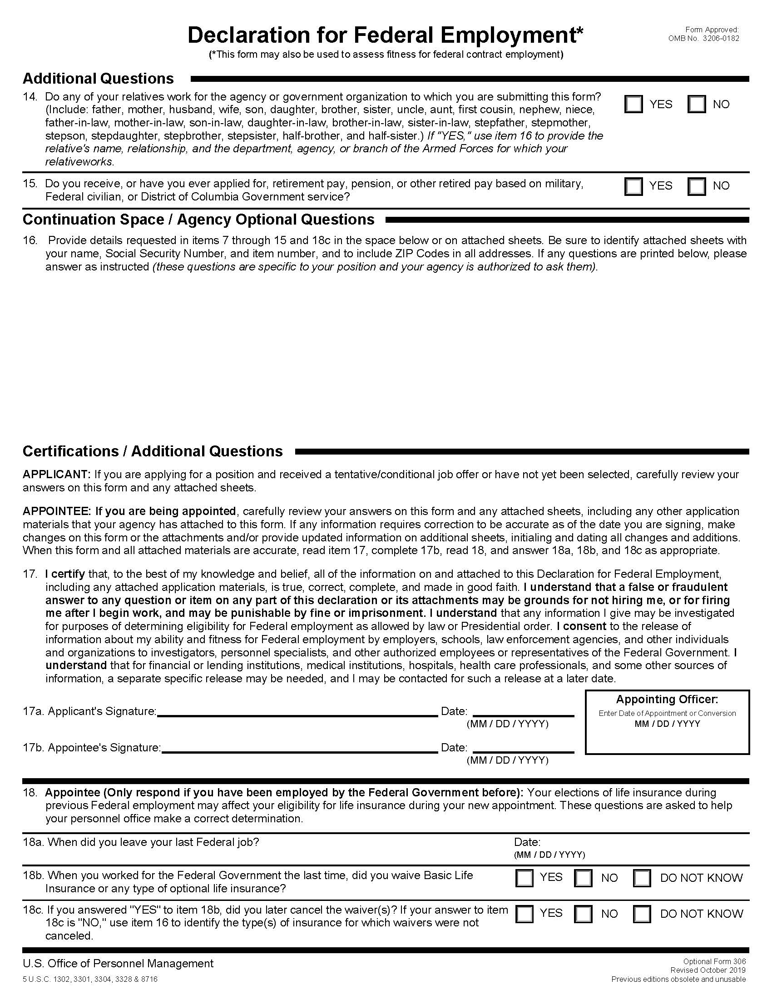 Declaration for Federal Employment*
Form Approved:
OMB No. 3206-0182
(*This form may also be used to assess fitness for federal contract employment)
Additional Questions
14. Do any of your relatives work for the agency or government organization to which you are submitting this form?
(Include: father, mother, husband, wife, son, daughter, brother, sister, uncle, aunt, first cousin, nephew, niece,
father-in-law, mother-in-law, son-in-law, daughter-in-law, brother-in-law, sister-in-law, stepfather, stepmother,
stepson, stepdaughter, stepbrother, stepsister, half-brother, and half-sister.) If "YES," use item 16 to provide the
relative's name, relationship, and the department, agency, or branch of the Armed Forces for which your
relativeworks.
YES NO
15. Do you receive, or have you ever applied for, retirement pay, pension, or other retired pay based on military,
Federal civilian, or District of Columbia Government service?
YES NO
Continuation Space / Agency Optional Questions
16. Provide details requested in items 7 through 15 and 18c in the space below or on attached sheets. Be sure to identify attached sheets with
your name, Social Security Number, and item number, and to include ZIP Codes in all addresses. If any questions are printed below, please
answer as instructed (these questions are specific to your position and your agency is authorized to ask them).
Certifications / Additional Questions
APPLICANT: If you are applying for a position and received a tentative/conditional job offer or have not yet been selected, carefully review your
answers on this form and any attached sheets.
APPOINTEE: If you are being appointed, carefully review your answers on this form and any attached sheets, including any other application
materials that your agency has attached to this form. If any information requires correction to be accurate as of the date you are signing, make
changes on this form or the attachments and/or provide updated information on additional sheets, initialing and dating all changes and additions.
When this form and all attached materials are accurate, read item 17, complete 17b, read 18, and answer 18a, 18b, and 18c as appropriate.
17. I certify that, to the best of my knowledge and belief, all of the information on and attached to this Declaration for Federal Employment,
including any attached application materials, is true, correct, complete, and made in good faith. I understand that a false or fraudulent
answer to any question or item on any part of this declaration or its attachments may be grounds for not hiring me, or for firing
me after I begin work, and may be punishable by fine or imprisonment. I understand that any information I give may be investigated
for purposes of determining eligibility for Federal employment as allowed by law or Presidential order. I consent to the release of
information about my ability and fitness for Federal employment by employers, schools, law enforcement agencies, and other individuals
and organizations to investigators, personnel specialists, and other authorized employees or representatives of the Federal Government. I
understand that for financial or lending institutions, medical institutions, hospitals, health care professionals, and some other sources of
information, a separate specific release may be needed, and I may be contacted for such a release at a later date.
17a. Applicant's Signature: Date:
(MM / DD / YYYY)
17b. Appointee's Signature: Date:
(MM / DD / YYYY)
Appointing Officer:
Enter Date of Appointment or Conversion
MM / DD / YYYY
18. Appointee (Only respond if you have been employed by the Federal Government before): Your elections of life insurance during
previous Federal employment may affect your eligibility for life insurance during your new appointment. These questions are asked to help
your personnel office make a correct determination.
18a. When did you leave your last Federal job? Date:
(MM / DD / YYYY)
18b. When you worked for the Federal Government the last time, did you waive Basic Life
Insurance or any type of optional life insurance?
YES NO DO NOT KNOW
18c. If you answered "YES" to item 18b, did you later cancel the waiver(s)? If your answer to item
18c is "NO," use item 16 to identify the type(s) of insurance for which waivers were not
canceled.
YES NO DO NOT KNOW
U.S. Office of Personnel Management
5 U.S.C. 1302, 3301, 3304, 3328 & 8716
Optional Form 306
Revised October 2019
Previous editions obsolete and unusable